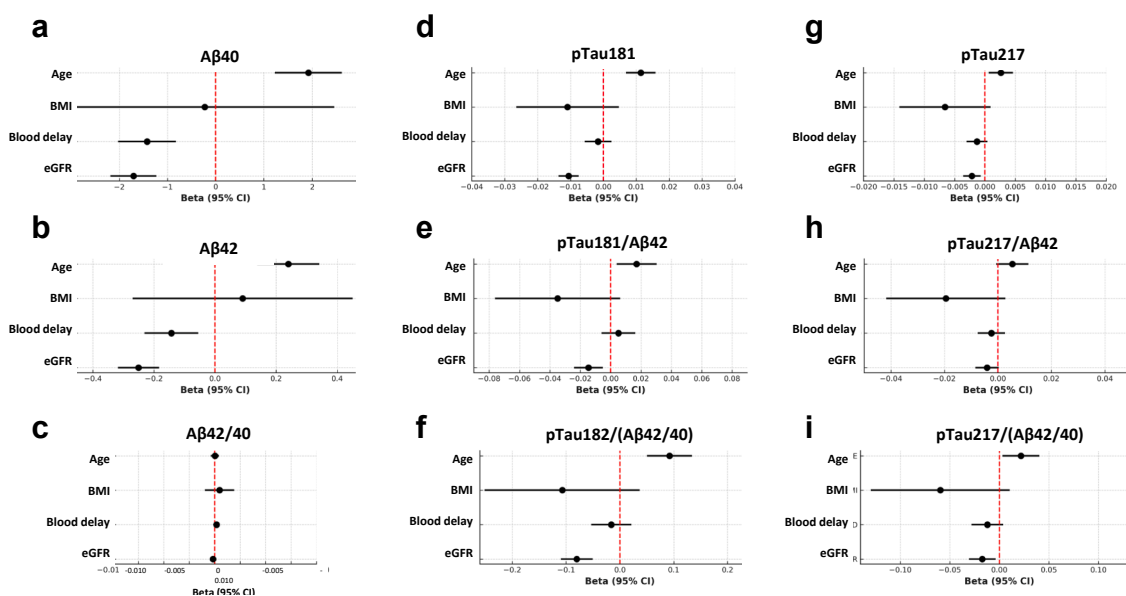 a
Aβ40
Age
BMI
Blood delay
eGFR
−2 −1 0 1 2
Beta (95% CI)
b
Aβ42
Age
BMI
Blood delay
eGFR
−0.4 −0.2 0.0 0.2 0.4
Beta (95% CI)
c
Aβ42/40
Age
BMI
Blood delay
eGFR
−0.01 -0.010 −0.005 0 −0.005
0.010
Beta (95% CI)
d
pTau181
Age
BMI
Blood delay
eGFR
−0.04 −0.03 −0.02 −0.01 0.00 0.01 0.02 0.03 0.04
Beta (95% CI)
e
pTau181/Aβ42
Age
BMI
Blood delay
eGFR
−0.08 −0.06 −0.04 −0.02 0.00 0.02 0.04 0.06 0.08
Beta (95% CI)
f
pTau182/(Aβ42/40)
Age
BMI
Blood delay
eGFR
−0.2 −0.1 0.0 0.1 0.2
Beta (95% CI)
g
pTau217
Age
BMI
Blood delay
eGFR
−0.020 −0.015 −0.010 −0.005 0.000 0.005 0.010 0.015 0.020
Beta (95% CI)
h
pTau217/Aβ42
Age
BMI
Blood delay
eGFR
−0.04 −0.02 0.00 0.02 0.04
Beta (95% CI)
i
pTau217/(Aβ42/40)
Age E
BMI
Blood delay D
eGFR R
−0.10 −0.05 0.00 0.05 0.10
Beta (95% CI)